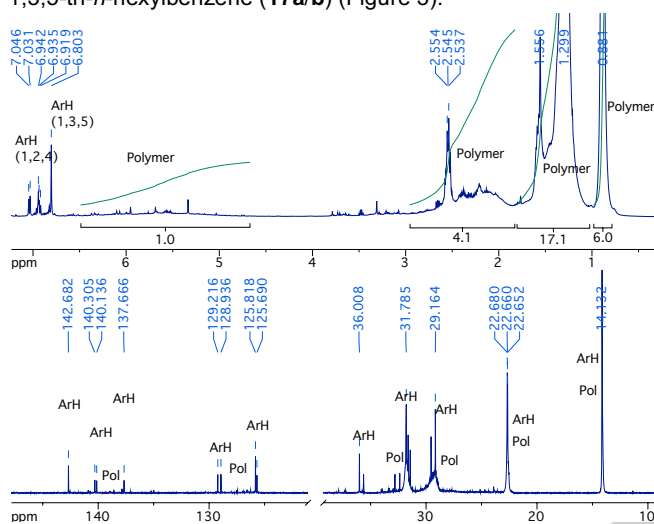 1,3,5-tri-n-hexylbenzene (17a/b) (Figure 3).
7.046
7.031
6.942
6.935
6.919
6.803
2.554
2.545
2.537
1.556
1.299
0.881
ArH
(1,3,5)
ArH
(1,2,4)
Polymer
Polymer
Polymer
Polymer
1.0
4.1
17.1
6.0
ppm 6 5 4 3 2 1
142.682
140.305
140.136
137.666
129.216
128.936
125.818
125.690
36.008
31.785
29.164
22.680
22.660
22.652
14.132
ArH
ArH
ArH
Pol
ArH
Pol
ArH
Pol
ArH
Pol
ArH
Pol
ArH
Pol
ppm 140 130 30 20 10